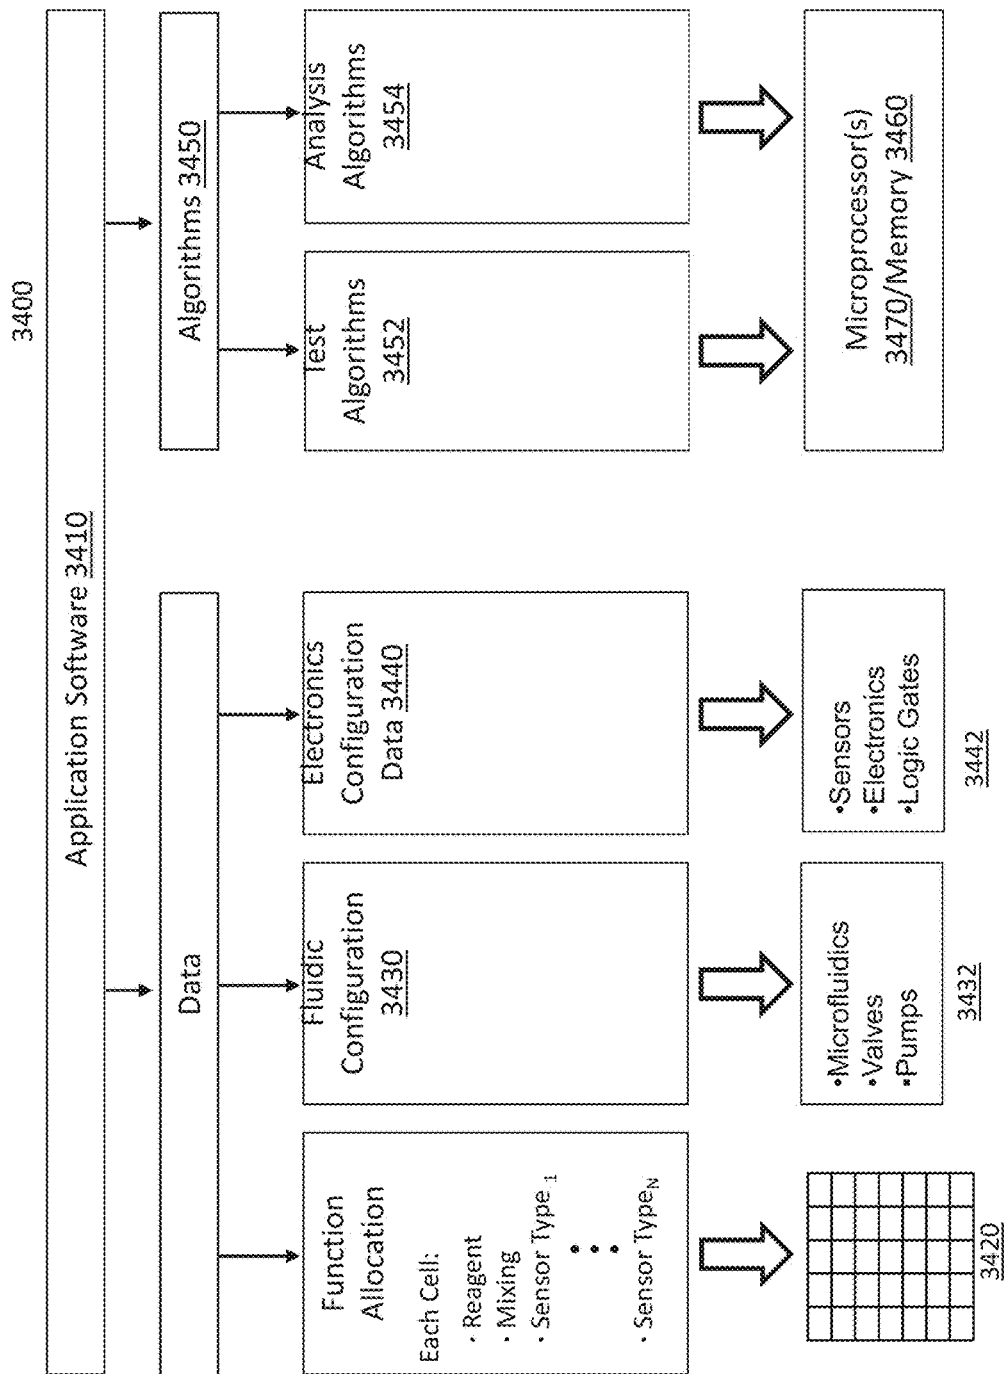 3400
Application Software 3410
Data
Algorithms 3450
Function
Allocation
Each Cell:
· Reagent
· Mixing
· Sensor Type 1
• • •
· Sensor TypeN
Fluidic
Configuration
3430
Electronics
Configuration
Data 3440
Test
Algorithms
3452
Analysis
Algorithms
3454
3420
•Microfluidics
•Valves
•Pumps
3432
•Sensors
•Electronics
•Logic Gates
3442
Microprocessor(s)
3470/Memory 3460